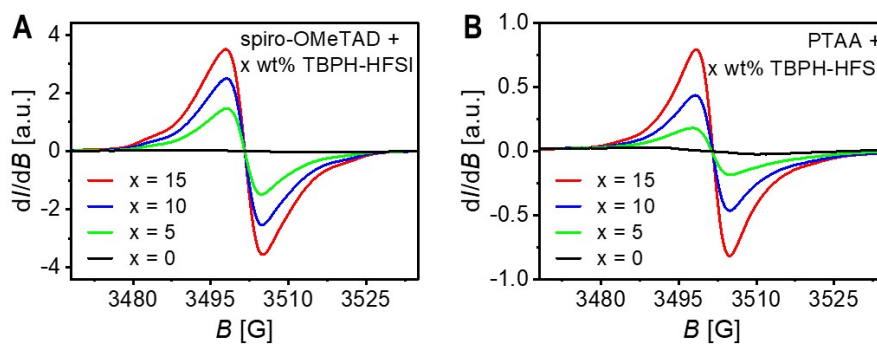 A
spiro-OMeTAD +
x wt% TBPH-HFSI
dI/dB [a.u.]
4
2
0
-2
-4
x = 15
x = 10
x = 5
x = 0
3480 3495 3510 3525
B [G]
B
PTAA +
x wt% TBPH-HFS
dI/dB [a.u.]
1.0
0.5
0.0
-0.5
-1.0
x = 15
x = 10
x = 5
x = 0
3480 3495 3510 3525
B [G]